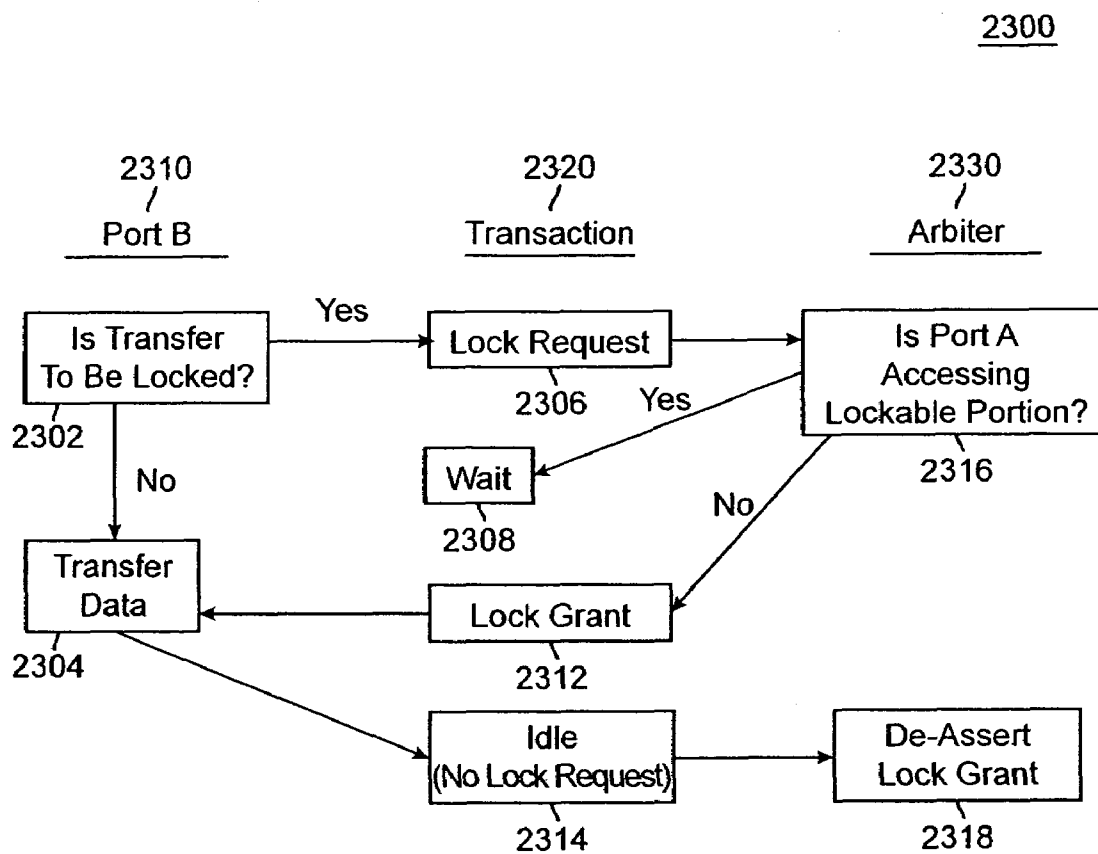 2300
2310
2320
2330
Port B
Transaction
Arbiter
Is Transfer
To Be Locked?
2302
Yes
Lock Request
2306
Is Port A
Accessing
Lockable Portion?
2316
Yes
No
Wait
2308
No
Transfer
Data
2304
Lock Grant
2312
Idle
(No Lock Request)
2314
De-Assert
Lock Grant
2318